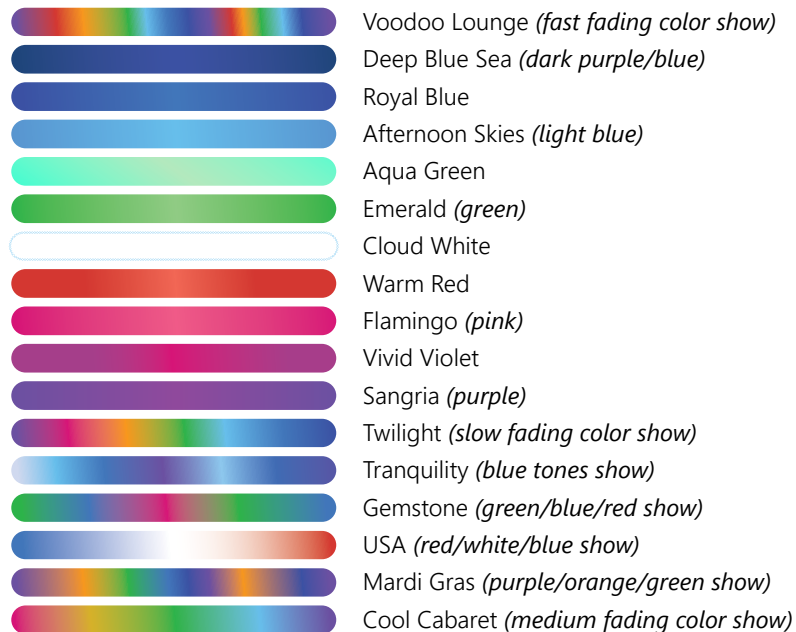 Voodoo Lounge (fast fading color show)
Deep Blue Sea (dark purple/blue)
Royal Blue
Afternoon Skies (light blue)
Aqua Green
Emerald (green)
Cloud White
Warm Red
Flamingo (pink)
Vivid Violet
Sangria (purple)
Twilight (slow fading color show)
Tranquility (blue tones show)
Gemstone (green/blue/red show)
USA (red/white/blue show)
Mardi Gras (purple/orange/green show)
Cool Cabaret (medium fading color show)